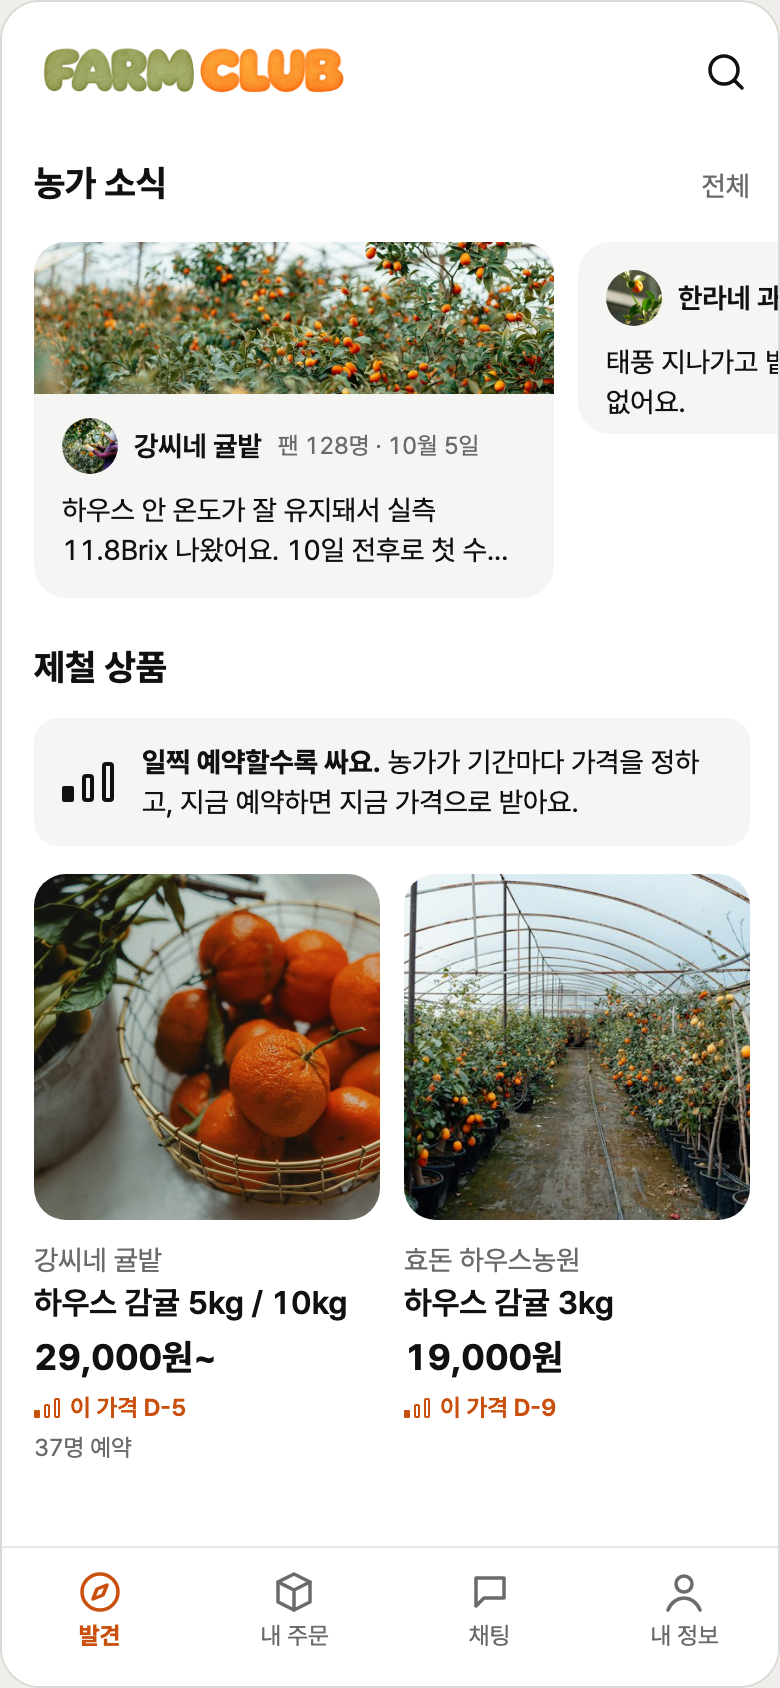 FARM CLUB
농가 소식
전체
강씨네 귤밭 팬 128명 · 10월 5일
하우스 안 온도가 잘 유지돼서 실측
11.8Brix 나왔어요. 10일 전후로 첫 수...
한라네
태풍 지나가고
없어요.
제철 상품
일찍 예약할수록 싸요. 농가가 기간마다 가격을 정하
고, 지금 예약하면 지금 가격으로 받아요.
강씨네 귤밭
하우스 감귤 5kg / 10kg
29,000원~
이 가격 D-5
37명 예약
효돈 하우스농원
하우스 감귤 3kg
19,000원
이 가격 D-9
발견
내 주문
채팅
내 정보